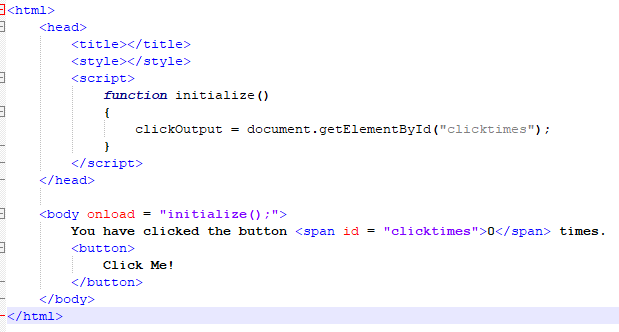 <html>
<head>
<title></title>
<style></style>
<script>
function initialize()
{
clickOutput = document.getElementById("clicktimes");
}
</script>
</head>
<body onload = "initialize();">
You have clicked the button <span id = "clicktimes">0</span> times.
<button>
Click Me!
</button>
</body>
</html>